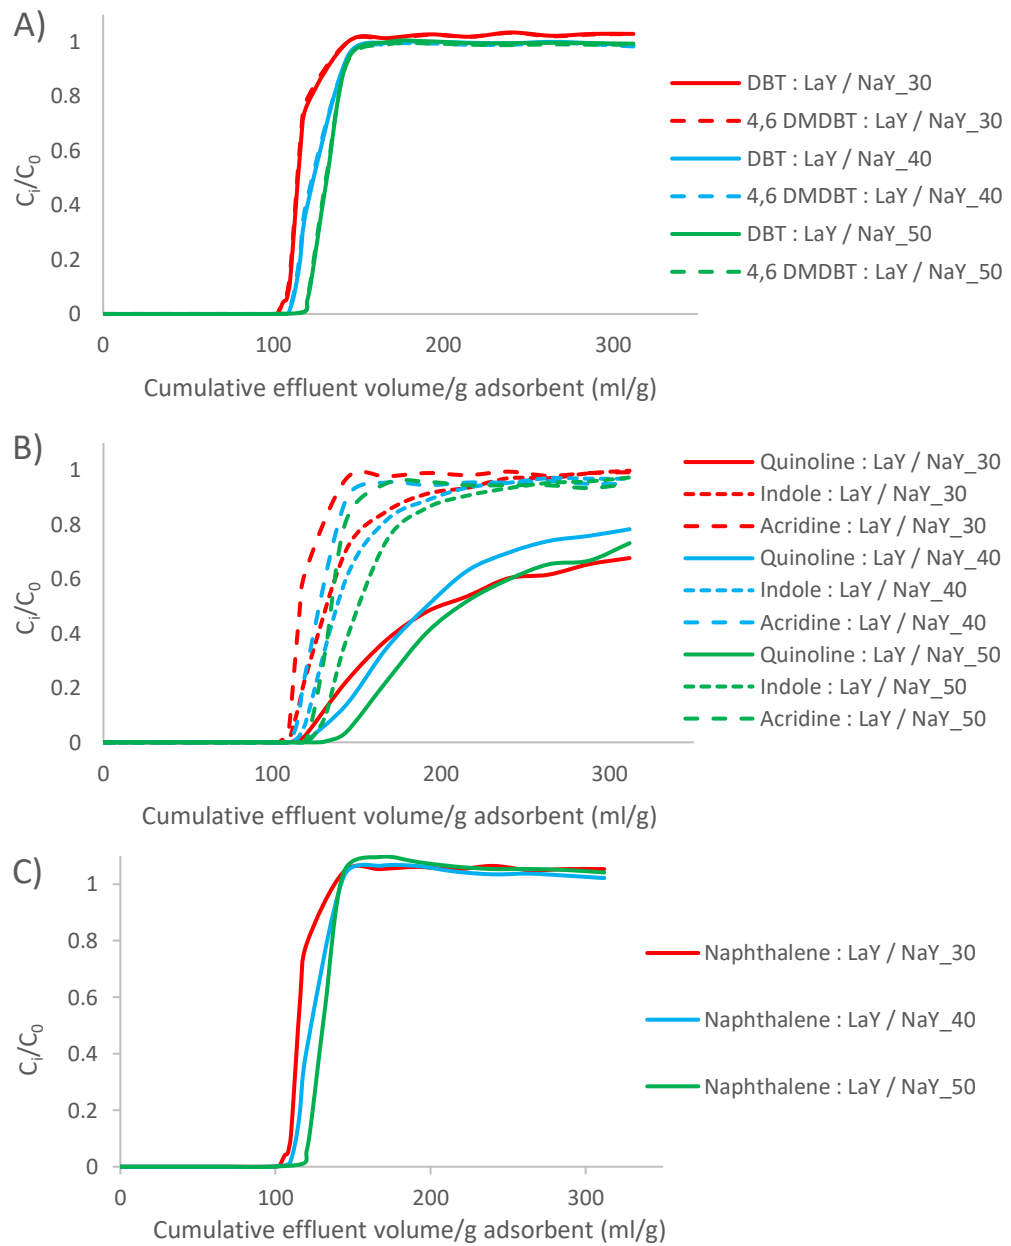 A)
1
0.8
0.6
0.4
0.2
0
Ci/C0
0 100 200 300
Cumulative effluent volume/g adsorbent (ml/g)
DBT : LaY / NaY_30
4,6 DMDBT : LaY / NaY_30
DBT : LaY / NaY_40
4,6 DMDBT : LaY / NaY_40
DBT : LaY / NaY_50
4,6 DMDBT : LaY / NaY_50
B)
1
0.8
0.6
0.4
0.2
0
Ci/C0
0 100 200 300
Cumulative effluent volume/g adsorbent (ml/g)
Quinoline : LaY / NaY_30
Indole : LaY / NaY_30
Acridine : LaY / NaY_30
Quinoline : LaY / NaY_40
Indole : LaY / NaY_40
Acridine : LaY / NaY_40
Quinoline : LaY / NaY_50
Indole : LaY / NaY_50
Acridine : LaY / NaY_50
C)
1
0.8
0.6
0.4
0.2
0
Ci/C0
0 100 200 300
Cumulative effluent volume/g adsorbent (ml/g)
Naphthalene : LaY / NaY_30
Naphthalene : LaY / NaY_40
Naphthalene : LaY / NaY_50